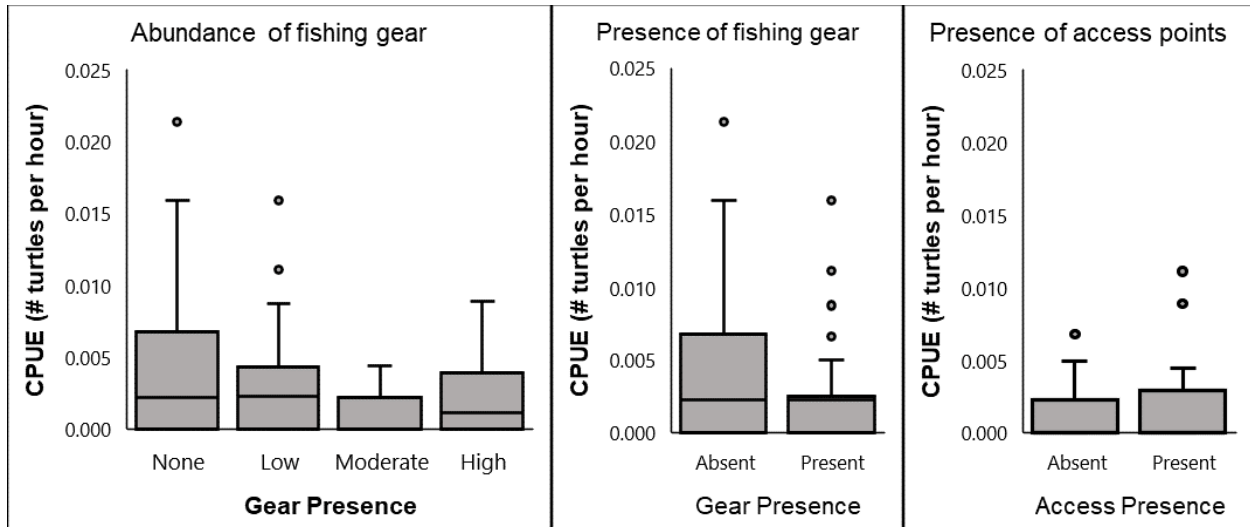 Abundance of fishing gear
CPUE (# turtles per hour)
0.025
0.020
0.015
0.010
0.005
0.000
None Low Moderate High
Gear Presence
Presence of fishing gear
CPUE (# turtles per hour)
0.025
0.020
0.015
0.010
0.005
0.000
Absent Present
Gear Presence
Presence of access points
CPUE (# turtles per hour)
0.025
0.020
0.015
0.010
0.005
0.000
Absent Present
Access Presence